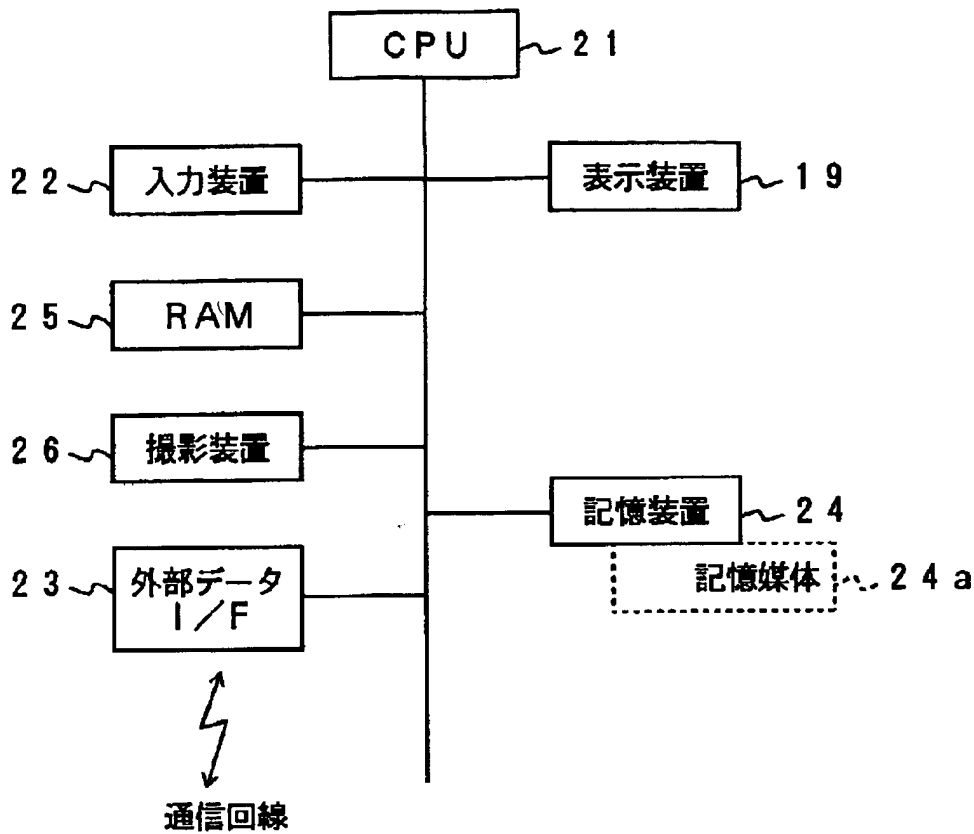 CPU 21
22 入力装置
表示装置 19
25 RAM
26 撮影装置
記憶装置 24
記憶媒体 24a
23 外部データ
I/F
通信回線